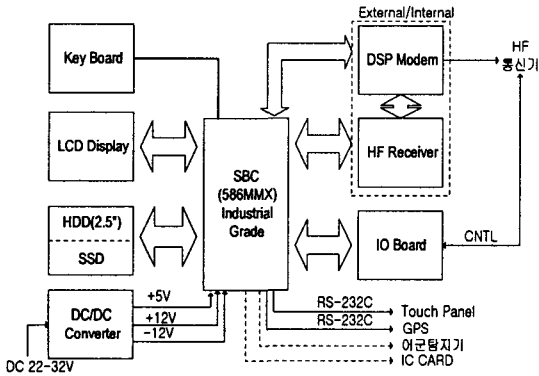 External/Internal
Key Board
DSP Modem
HF
통신기
LCD Display
SBC
(586MMX)
Industrial
Grade
HF Receiver
HDD(2.5")
SSD
IO Board
CNTL
DC/DC
Converter
+5V
+12V
-12V
DC 22-32V
RS-232C
Touch Panel
RS-232C
GPS
어군탐지기
IC CARD